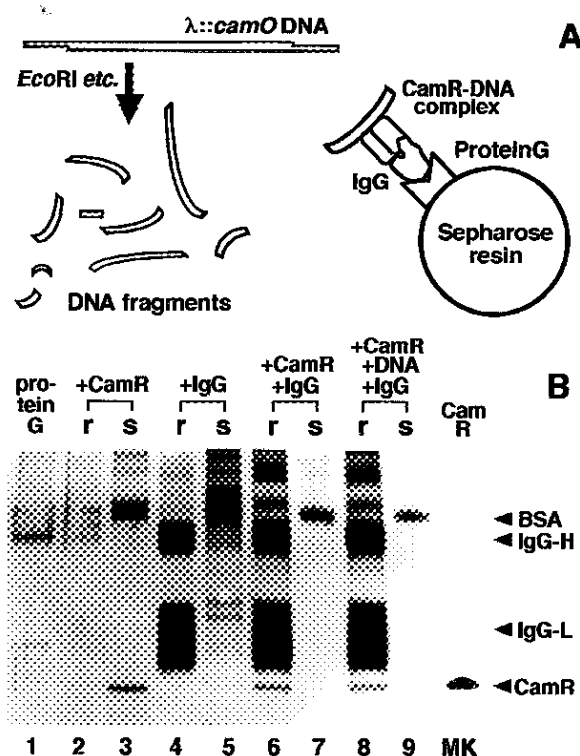 λ::camO DNA
A
EcoRI etc.
CamR-DNA
complex
ProteinG
IgG
Sepharose
resin
DNA fragments
B
pro-
tein
G
+CamR
+IgG
+CamR
+IgG
+CamR
+DNA
+IgG
Cam
R
r s r s r s r s
BSA
IgG-H
IgG-L
CamR
1 2 3 4 5 6 7 8 9 MK